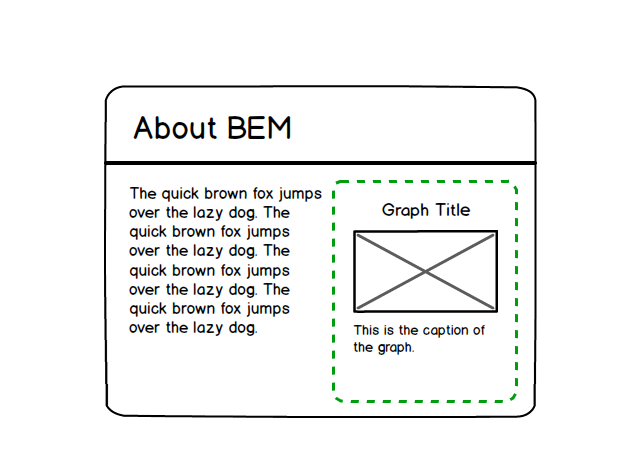 About BEM
The quick brown fox jumps
over the lazy dog. The
quick brown fox jumps
over the lazy dog. The
quick brown fox jumps
over the lazy dog. The
quick brown fox jumps
over the lazy dog.
Graph Title
This is the caption of
the graph.